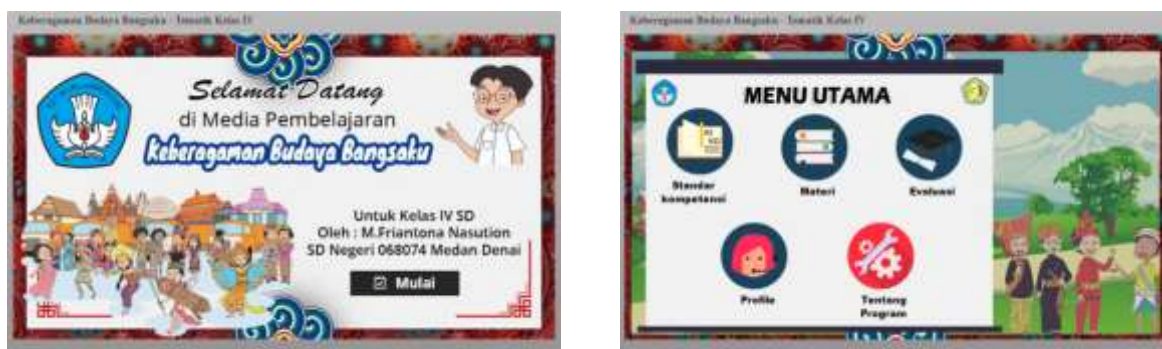 Keberagaman Budaya Bangsaku - Tematik Kelas IV
Selamat Datang
di Media Pembelajaran
Keberagaman Budaya Bangsaku
Untuk Kelas IV SD
Oleh : M.Friantona Nasution
SD Negeri 068074 Medan Denai
Mulai
Keberagaman Budaya Bangsaku - Tematik Kelas IV
MENU UTAMA
Standar
kompetensi
Materi
Evaluasi
Profile
Tentang
Program